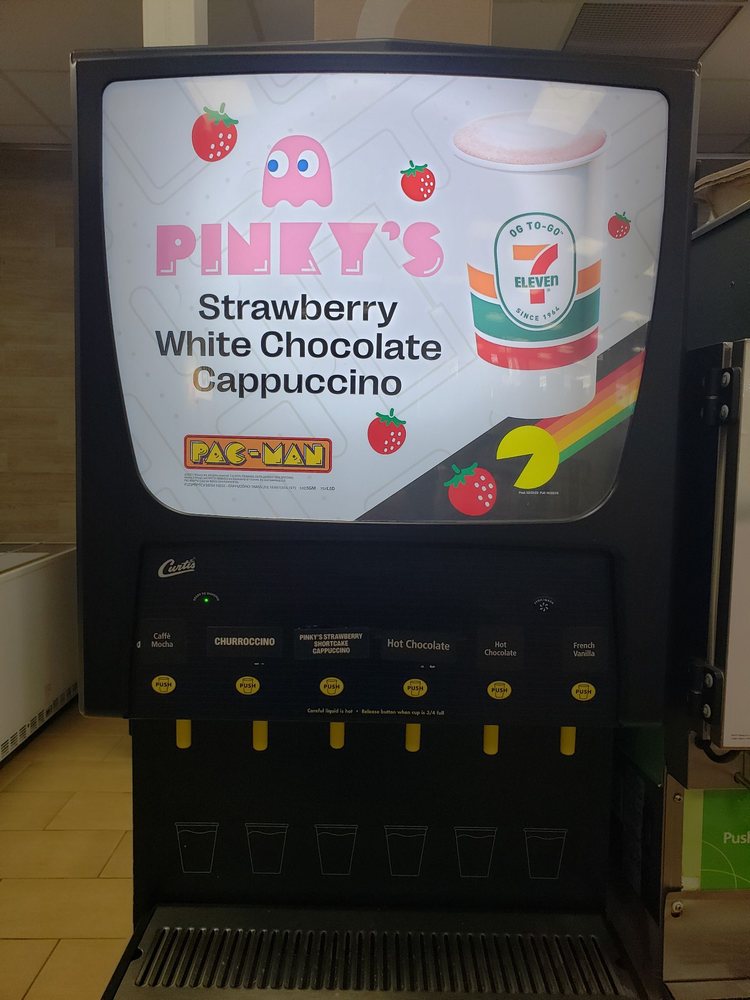 PINKY'S
Strawberry
White Chocolate
Cappuccino
OG TO-GO™
7
ELEVEn
SINCE 1964
PAC-MAN
Curtis
Caffè
Mocha
CHURROCCINO
PINKY'S STRAWBERRY
SHORTCAKE
CAPPUCCINO
Hot Chocolate
Hot
Chocolate
French
Vanilla
PUSH
PUSH
PUSH
PUSH
PUSH
PUSH
Careful liquid is hot • Release button when cup is 3/4 full
Push